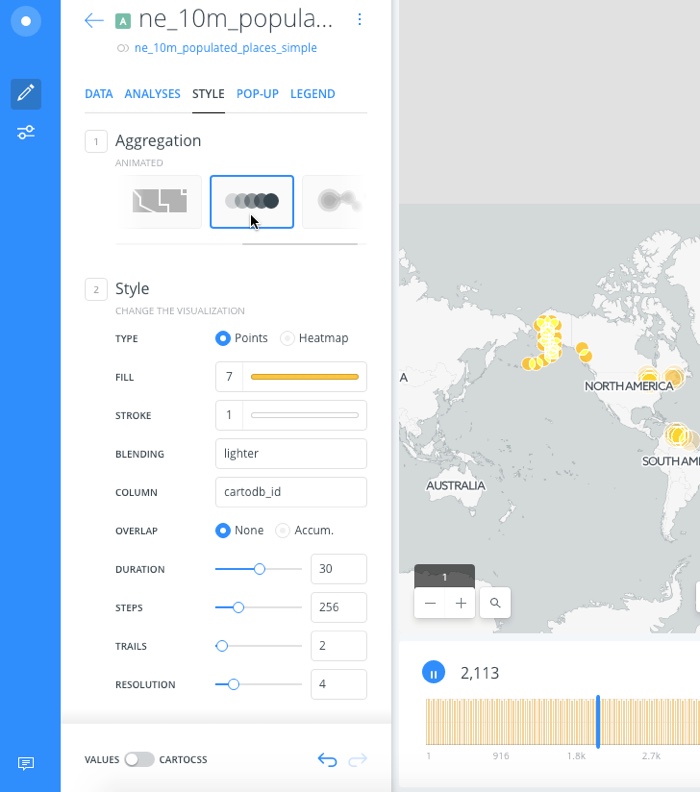 A ne_10m_popula...
ne_10m_populated_places_simple
DATA ANALYSES STYLE POP-UP LEGEND
1 Aggregation
ANIMATED
2 Style
CHANGE THE VISUALIZATION
TYPE Points Heatmap
FILL 7
STROKE 1
BLENDING lighter
COLUMN cartodb_id
OVERLAP None Accum.
DURATION 30
STEPS 256
TRAILS 2
RESOLUTION 4
VALUES CARTOCSS
A
NORTH AMERICA
SOUTH AME
AUSTRALIA
1
2,113
1 916 1.8k 2.7k